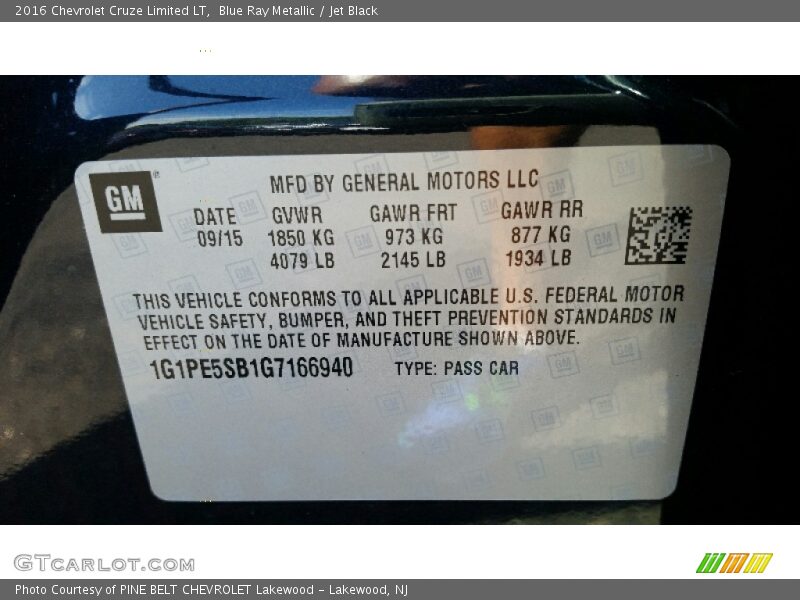 2016 Chevrolet Cruze Limited LT,  Blue Ray Metallic / Jet Black
GM
®
MFD BY GENERAL MOTORS LLC
DATE GVWR GAWR FRT GAWR RR
09/15 1850 KG 973 KG 877 KG
4079 LB 2145 LB 1934 LB
THIS VEHICLE CONFORMS TO ALL APPLICABLE U.S. FEDERAL MOTOR
VEHICLE SAFETY, BUMPER, AND THEFT PREVENTION STANDARDS IN
EFFECT ON THE DATE OF MANUFACTURE SHOWN ABOVE.
1G1PE5SB1G7166940 TYPE: PASS CAR
GTCARLOT.COM
Photo Courtesy of PINE BELT CHEVROLET Lakewood - Lakewood, NJ